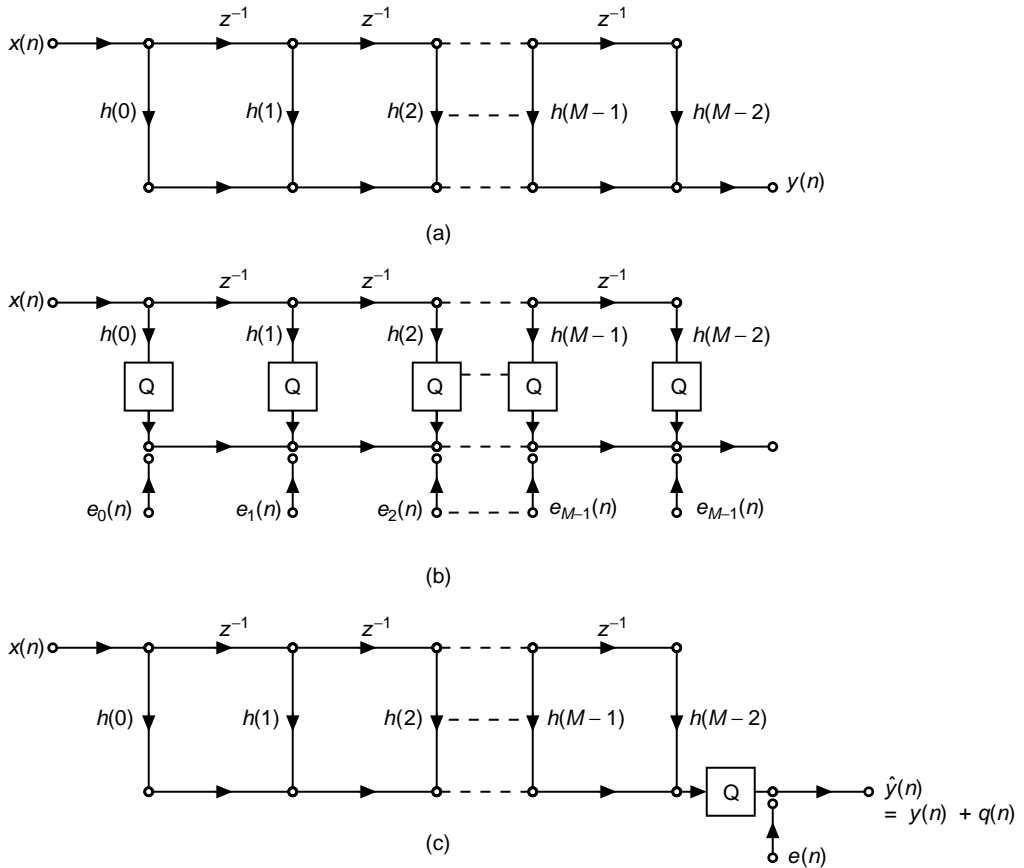 z⁻¹ z⁻¹ z⁻¹
x(n)
h(0) h(1) h(2) h(M – 1) h(M – 2)
y(n)
(a)
z⁻¹ z⁻¹ z⁻¹
x(n)
h(0) h(1) h(2) h(M – 1) h(M – 2)
Q Q Q Q Q
e₀(n) e₁(n) e₂(n) e_{M–1}(n) e_{M–1}(n)
(b)
z⁻¹ z⁻¹ z⁻¹
x(n)
h(0) h(1) h(2) h(M – 1) h(M – 2)
Q ŷ(n)
= y(n) + q(n)
(c)
e(n)